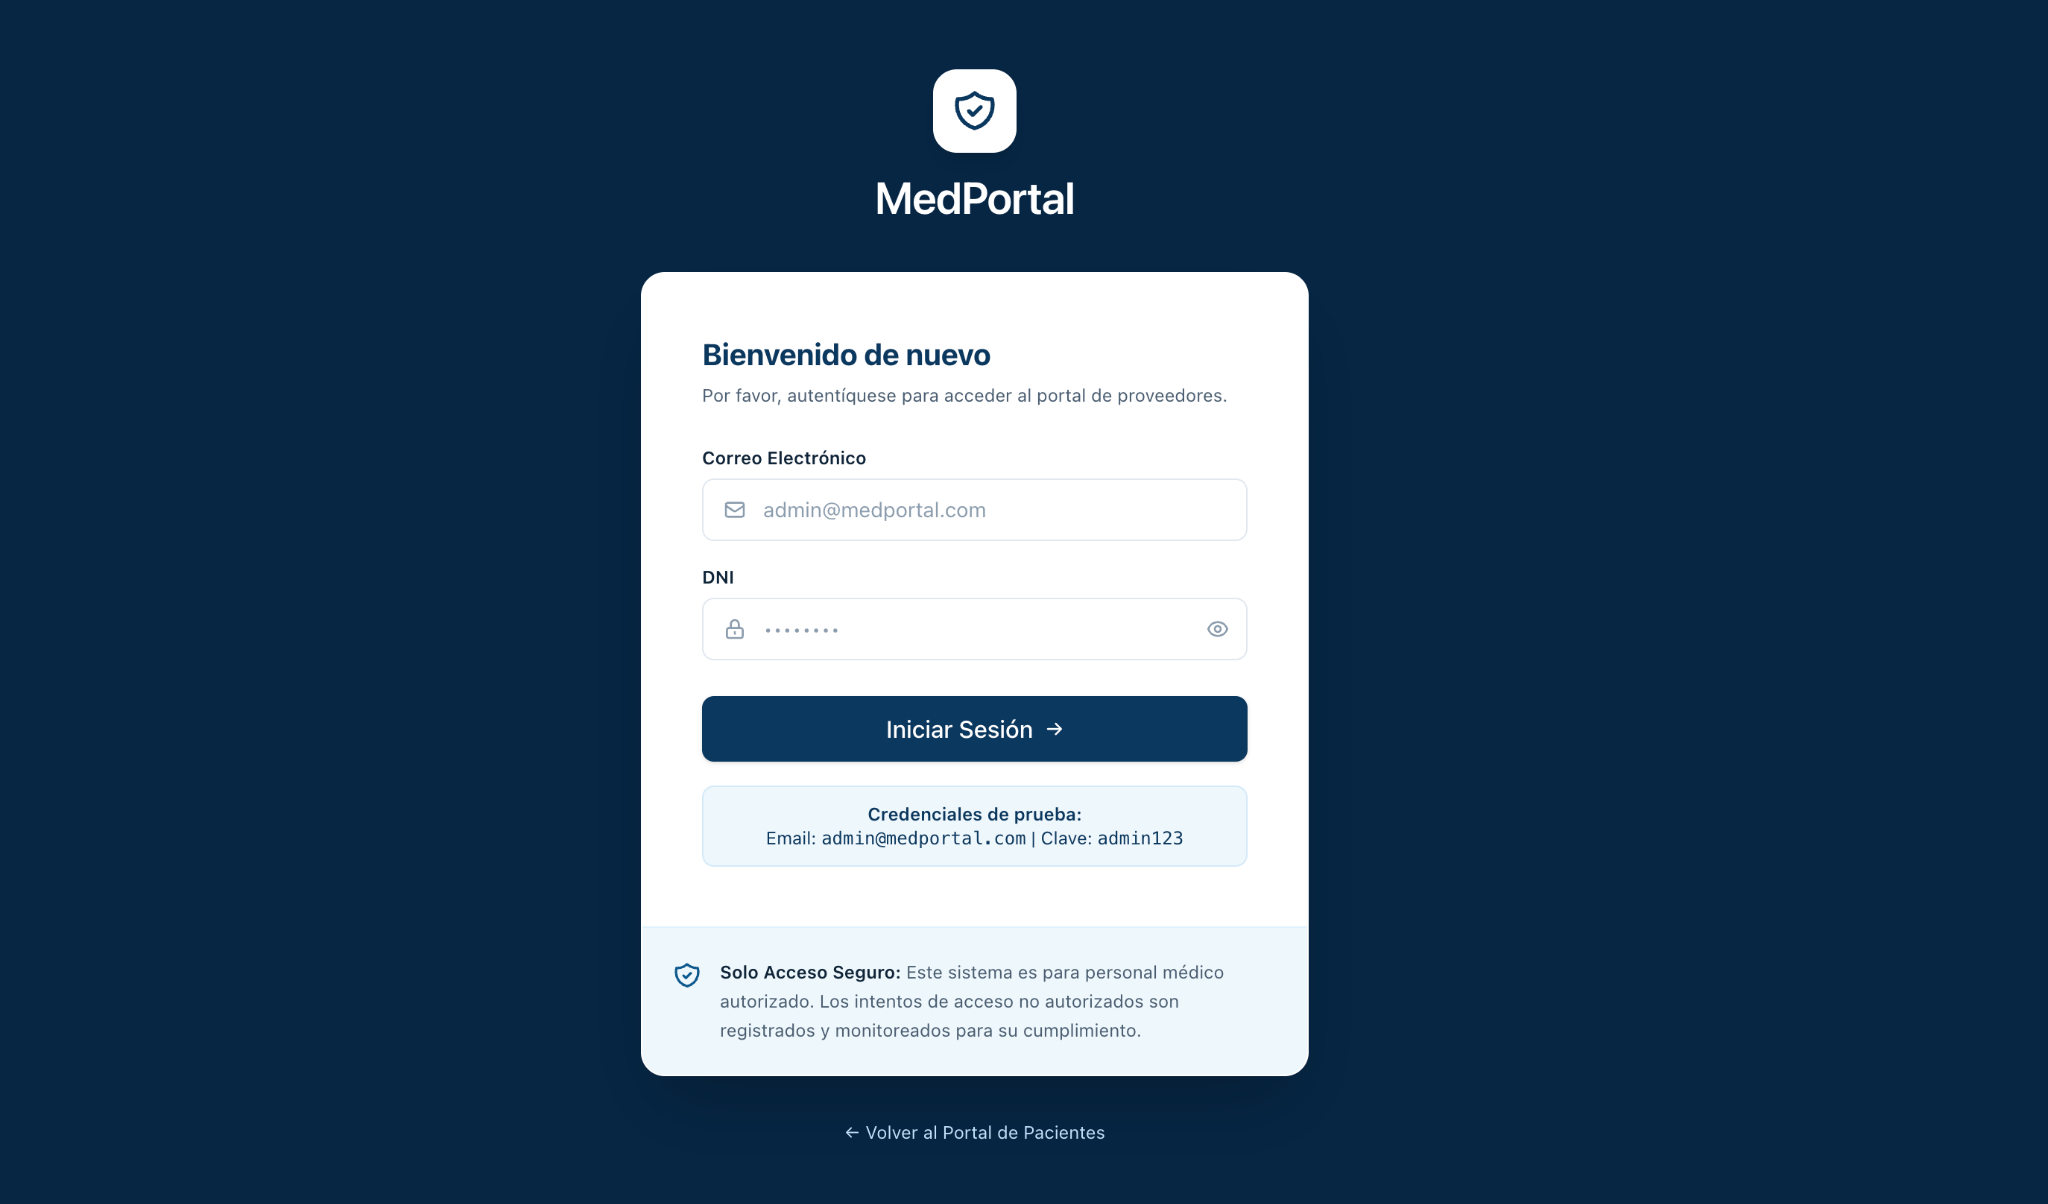 MedPortal
Bienvenido de nuevo
Por favor, autentíquese para acceder al portal de proveedores.
Correo Electrónico
admin@medportal.com
DNI
••••••••
Iniciar Sesión →
Credenciales de prueba:
Email: admin@medportal.com | Clave: admin123
Solo Acceso Seguro: Este sistema es para personal médico
autorizado. Los intentos de acceso no autorizados son
registrados y monitoreados para su cumplimiento.
← Volver al Portal de Pacientes